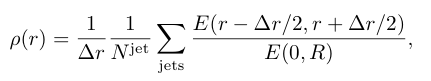 ρ(r) = \frac{1}{Δr} \frac{1}{N^{jet}} \sum_{jets} \frac{E(r − Δr/2, r + Δr/2)}{E(0, R)},